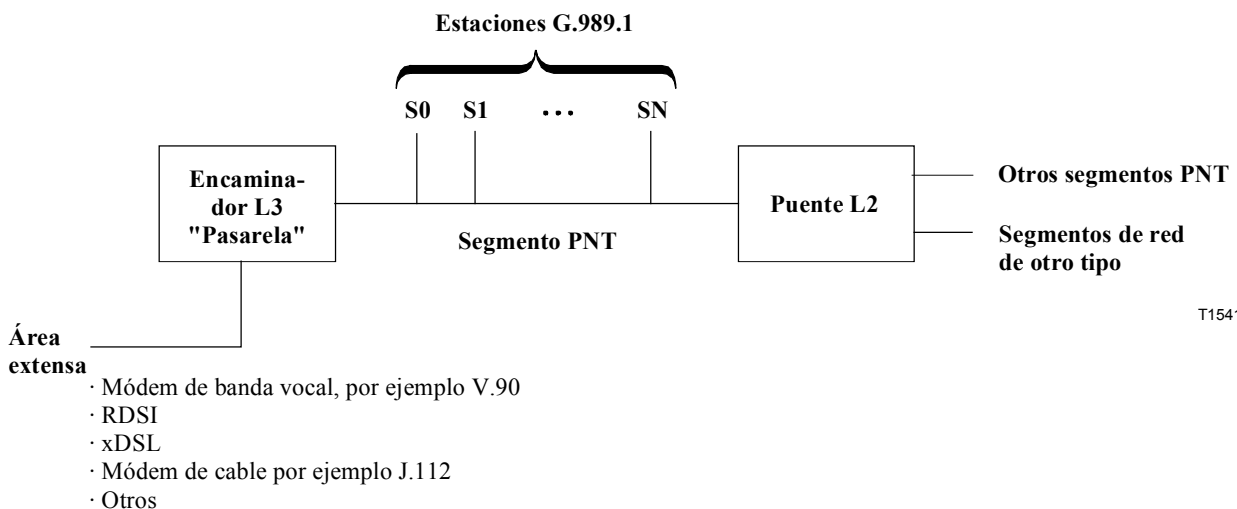 Estaciones G.989.1
S0 S1 ... SN
Encamina-
dor L3
"Pasarela"
Segmento PNT
Puente L2
Otros segmentos PNT
Segmentos de red
de otro tipo
T1541
Área
extensa
· Módem de banda vocal, por ejemplo V.90
· RDSI
· xDSL
· Módem de cable por ejemplo J.112
· Otros